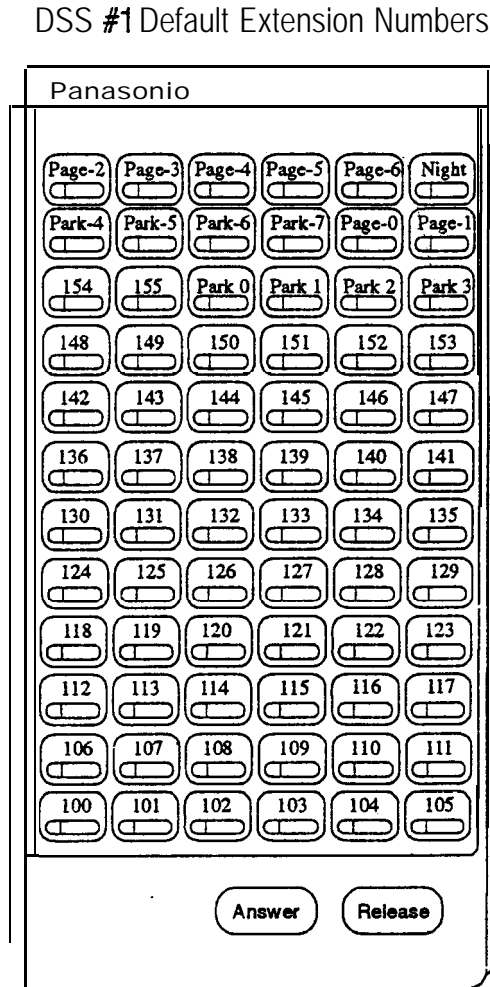 DSS #1 Default Extension Numbers
Panasonio
Page-2 Page-3 Page-4 Page-5 Page-6 Night
Park-4 Park-5 Park-6 Park-7 Page-0 Page-1
154 155 Park 0 Park 1 Park 2 Park 3
148 149 150 151 152 153
142 143 144 145 146 147
136 137 138 139 140 141
130 131 132 133 134 135
124 125 126 127 128 129
118 119 120 121 122 123
112 113 114 115 116 117
106 107 108 109 110 111
100 101 102 103 104 105
Answer Release